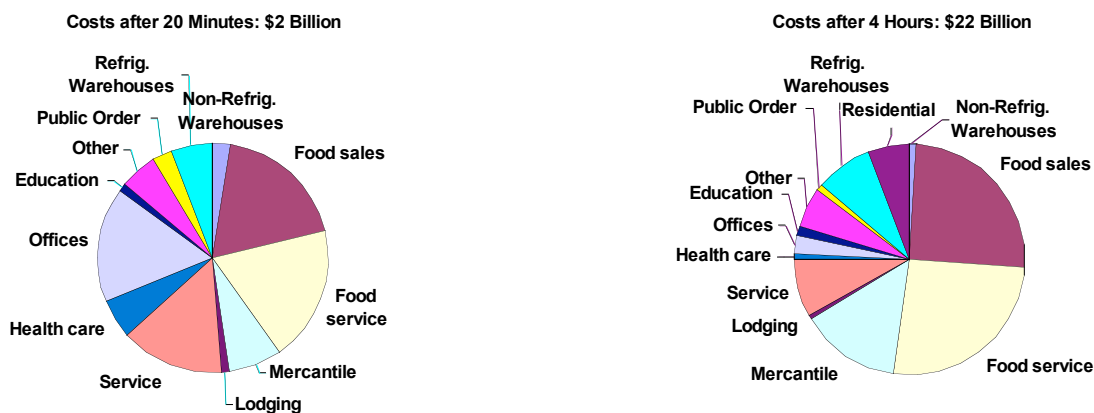 Costs after 20 Minutes: $2 Billion
Refrig.
Warehouses
Non-Refrig.
Warehouses
Public Order
Food sales
Other
Education
Offices
Food
service
Health care
Mercantile
Service
Lodging
Costs after 4 Hours: $22 Billion
Refrig.
Warehouses
Public Order
Residential
Non-Refrig.
Warehouses
Food sales
Other
Education
Offices
Health care
Service
Lodging
Food service
Mercantile